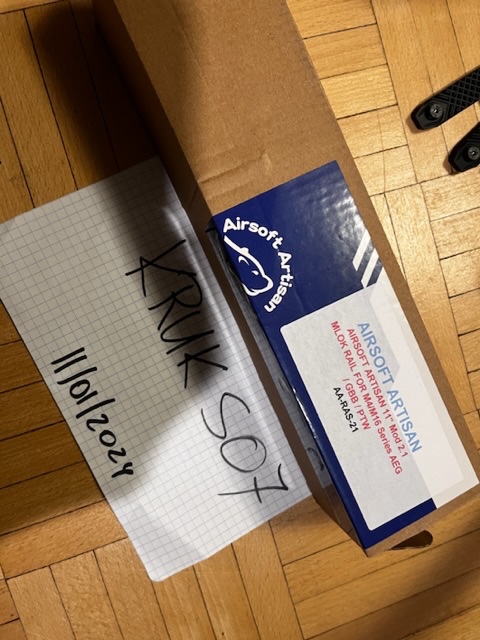 KRUK S07
11/01/2024
Airsoft Artisan
AIRSOFT ARTISAN
AIRSOFT ARTISAN 11" Mod 2.1
MLOK RAIL FOR M4/M16 Series AEG
/ GBB / PTW
AA-RAS-21